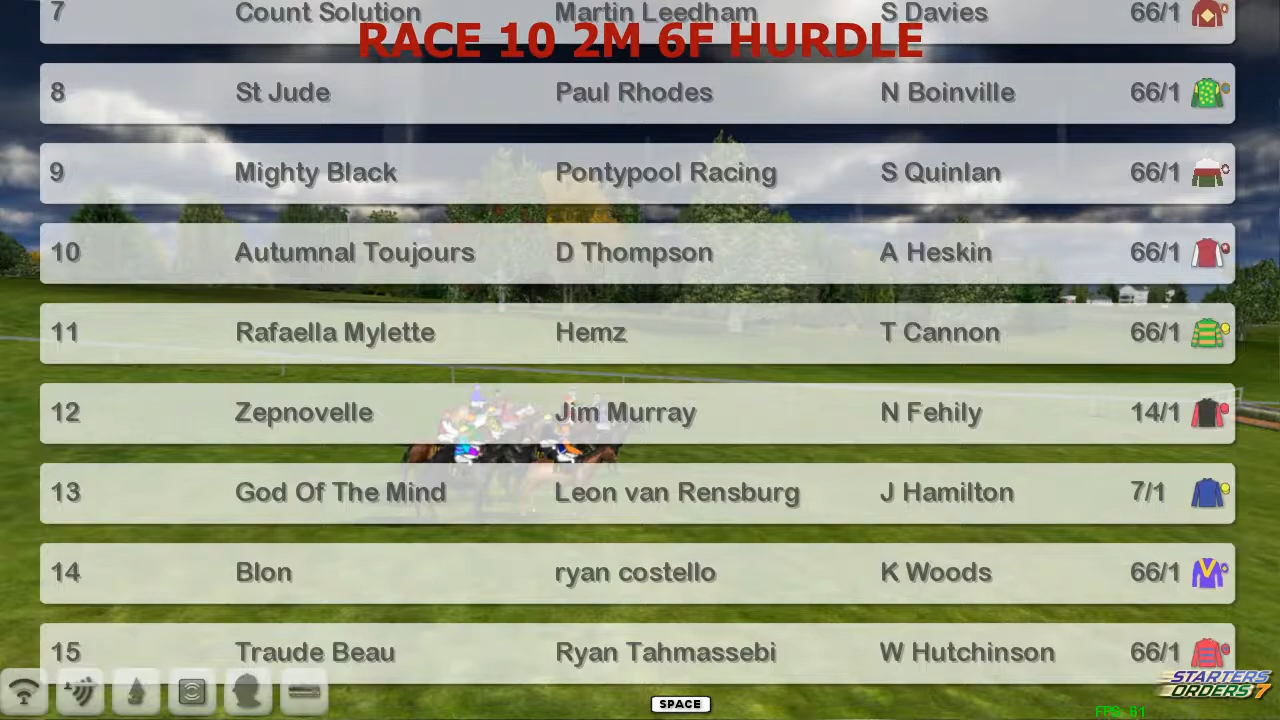 7 Count Solution Martin Leedham S Davies 66/1
RACE 10 2M 6F HURDLE
8 St Jude Paul Rhodes N Boinville 66/1
9 Mighty Black Pontypool Racing S Quinlan 66/1
10 Autumnal Toujours D Thompson A Heskin 66/1
11 Rafaella Mylette Hemz T Cannon 66/1
12 Zepnovelle Jim Murray N Fehily 14/1
13 God Of The Mind Leon van Rensburg J Hamilton 7/1
14 Blon ryan costello K Woods 66/1
15 Traude Beau Ryan Tahmassebi W Hutchinson 66/1
STARTERS
ORDERS 7
SPACE
FPS: 61